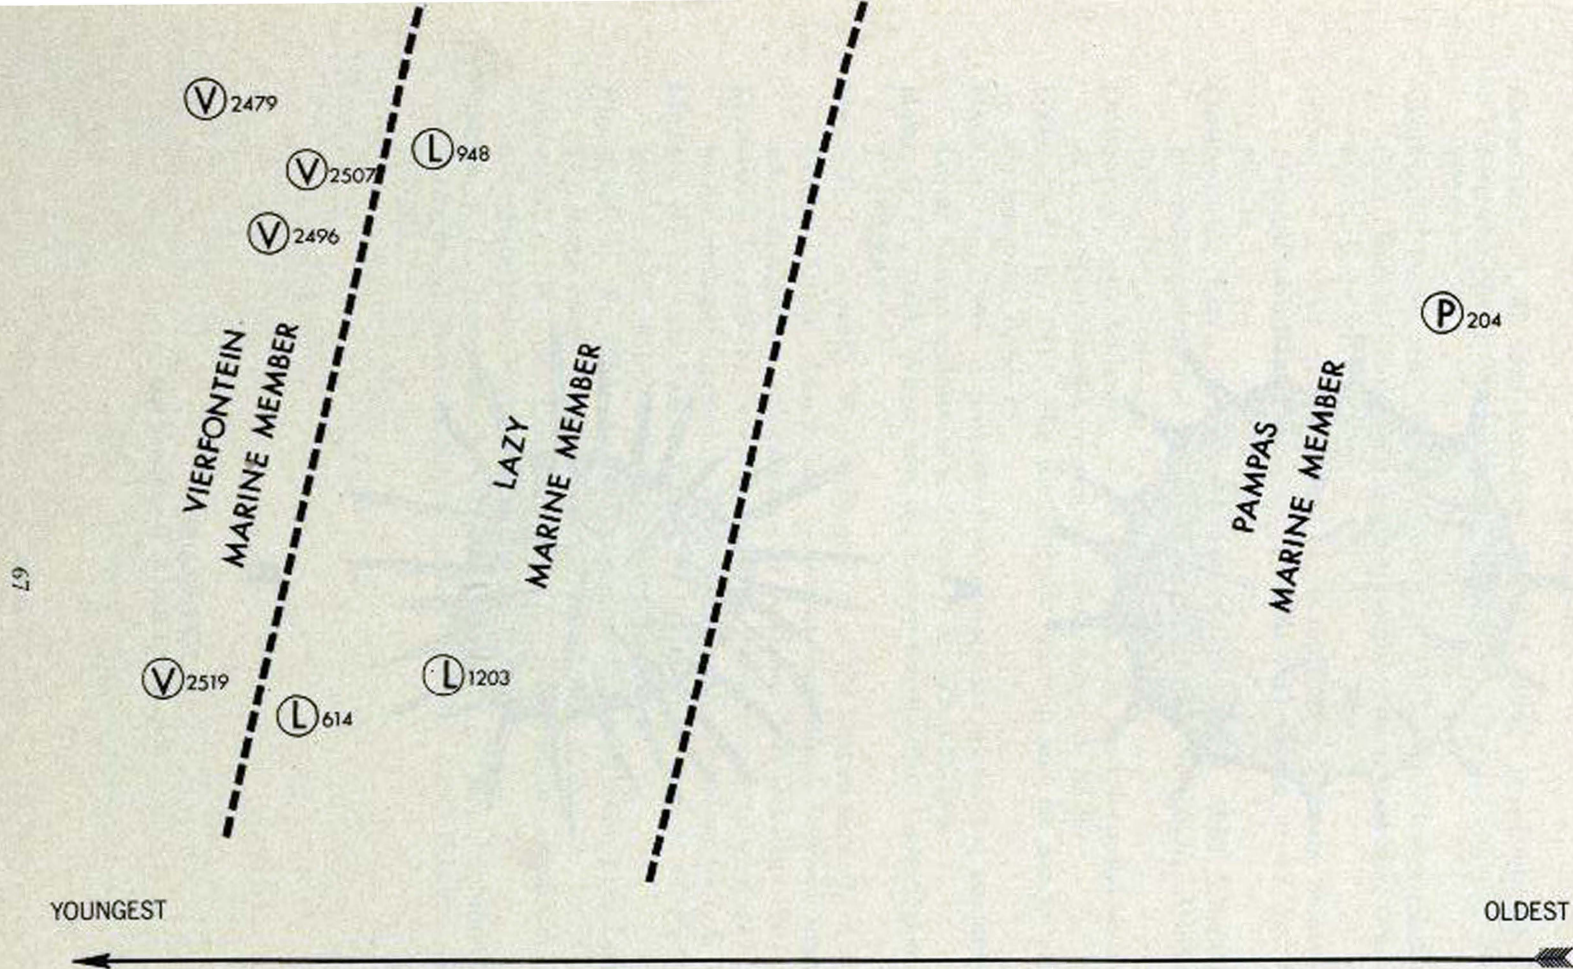 V 2479
L 948
V 2507
V 2496
P 204
VIERFONTEIN
MARINE MEMBER
LAZY
MARINE MEMBER
PAMPAS
MARINE MEMBER
67
V 2519
L 1203
L 614
YOUNGEST
OLDEST